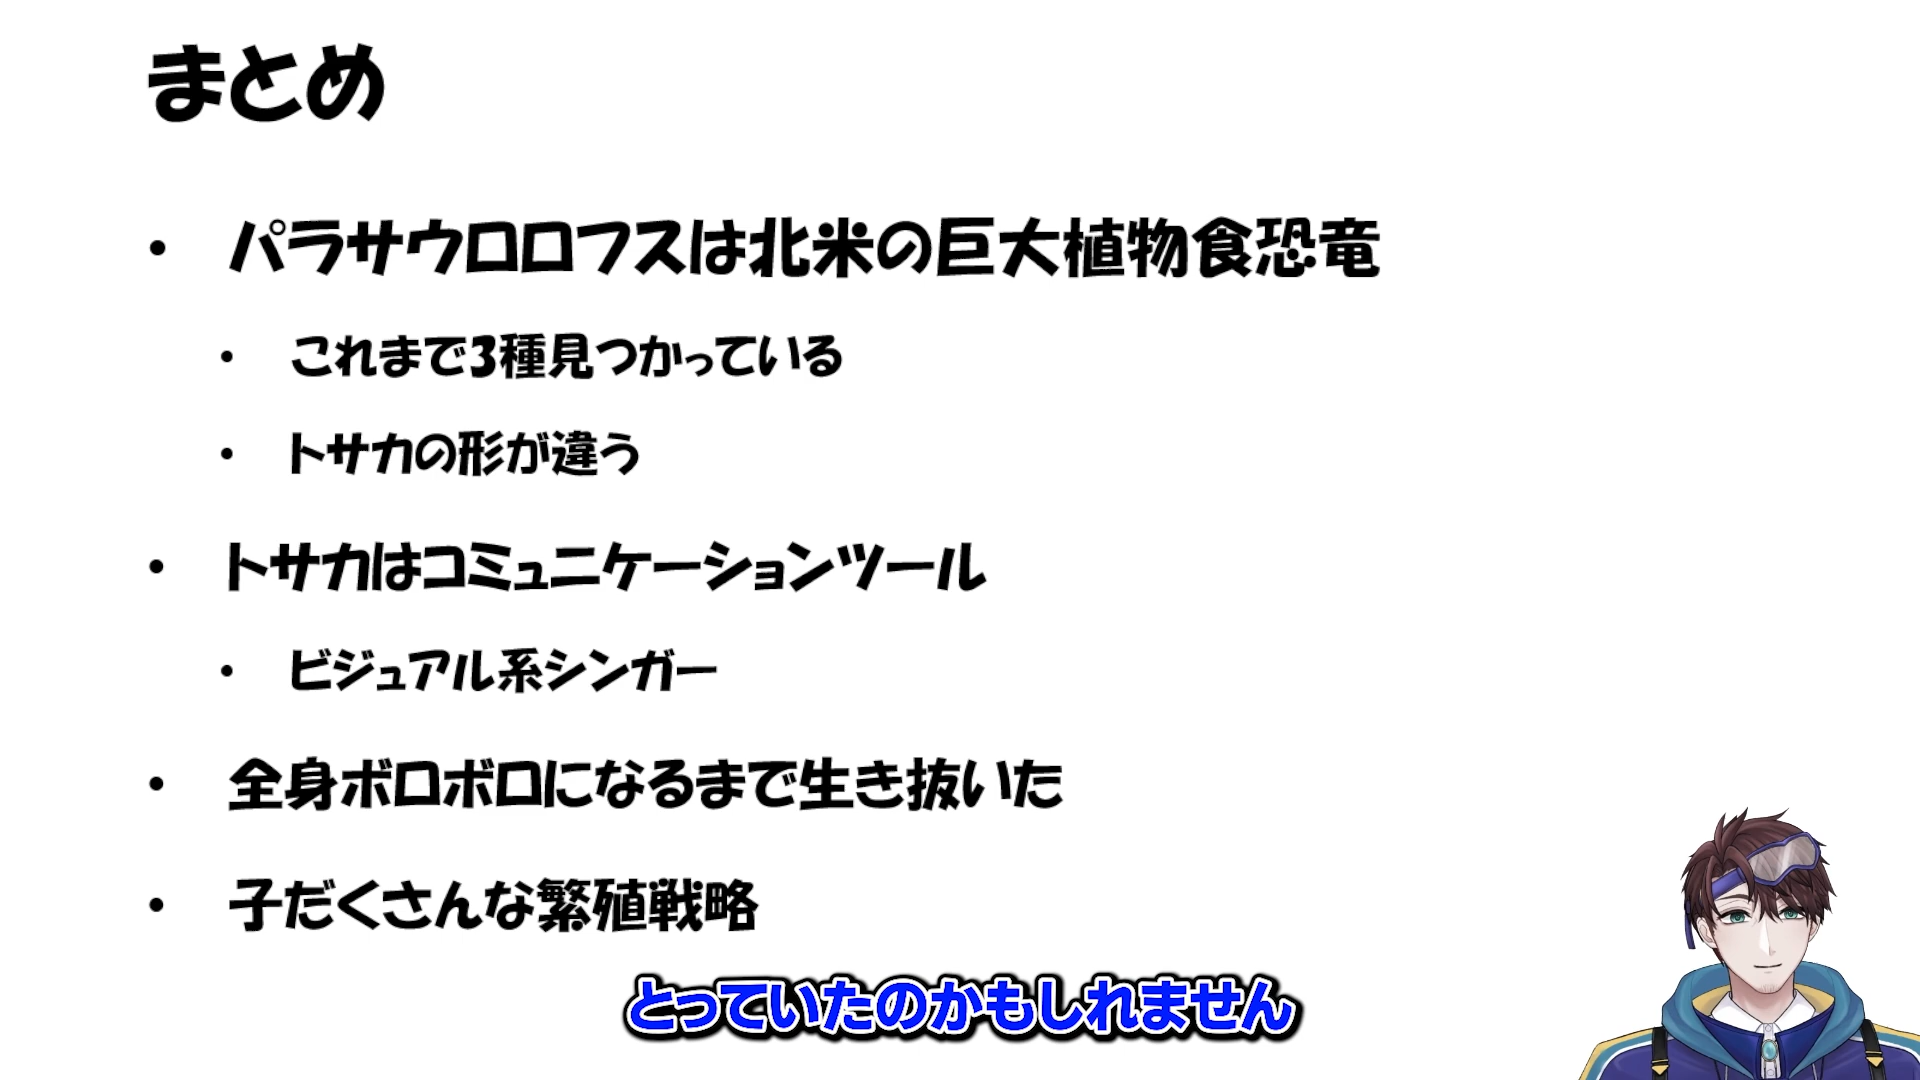 まとめ
・ パラサウロロフスは北米の巨大植物食恐竜
・ これまで3種見つかっている
・ トサカの形が違う
・ トサカはコミュニケーションツール
・ ビジュアル系シンガー
・ 全身ボロボロになるまで生き抜いた
・ 子だくさんな繁殖戦略
とっていたのかもしれません